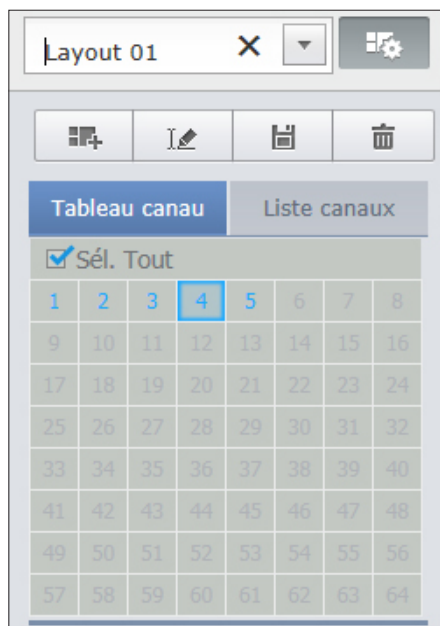 Layout 01
Tableau canau Liste canaux
Sél. Tout
1 2 3 4 5 6 7 8
9 10 11 12 13 14 15 16
17 18 19 20 21 22 23 24
25 26 27 28 29 30 31 32
33 34 35 36 37 38 39 40
41 42 43 44 45 46 47 48
49 50 51 52 53 54 55 56
57 58 59 60 61 62 63 64